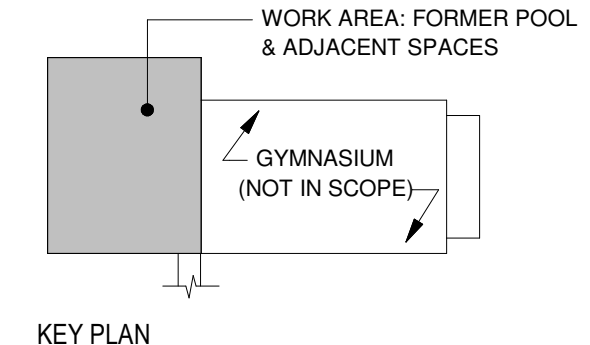 WORK AREA: FORMER POOL
& ADJACENT SPACES
GYMNASIUM
(NOT IN SCOPE)
KEY PLAN